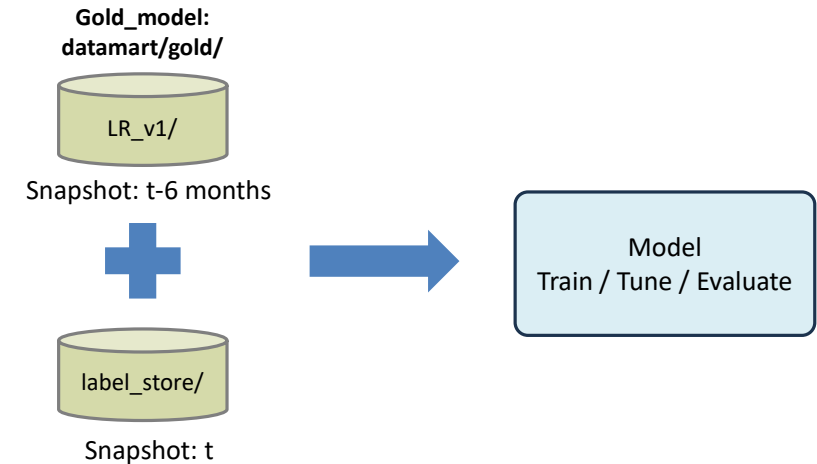 Gold_model:
datamart/gold/
LR_v1/
Snapshot: t-6 months
label_store/
Snapshot: t
Model
Train / Tune / Evaluate